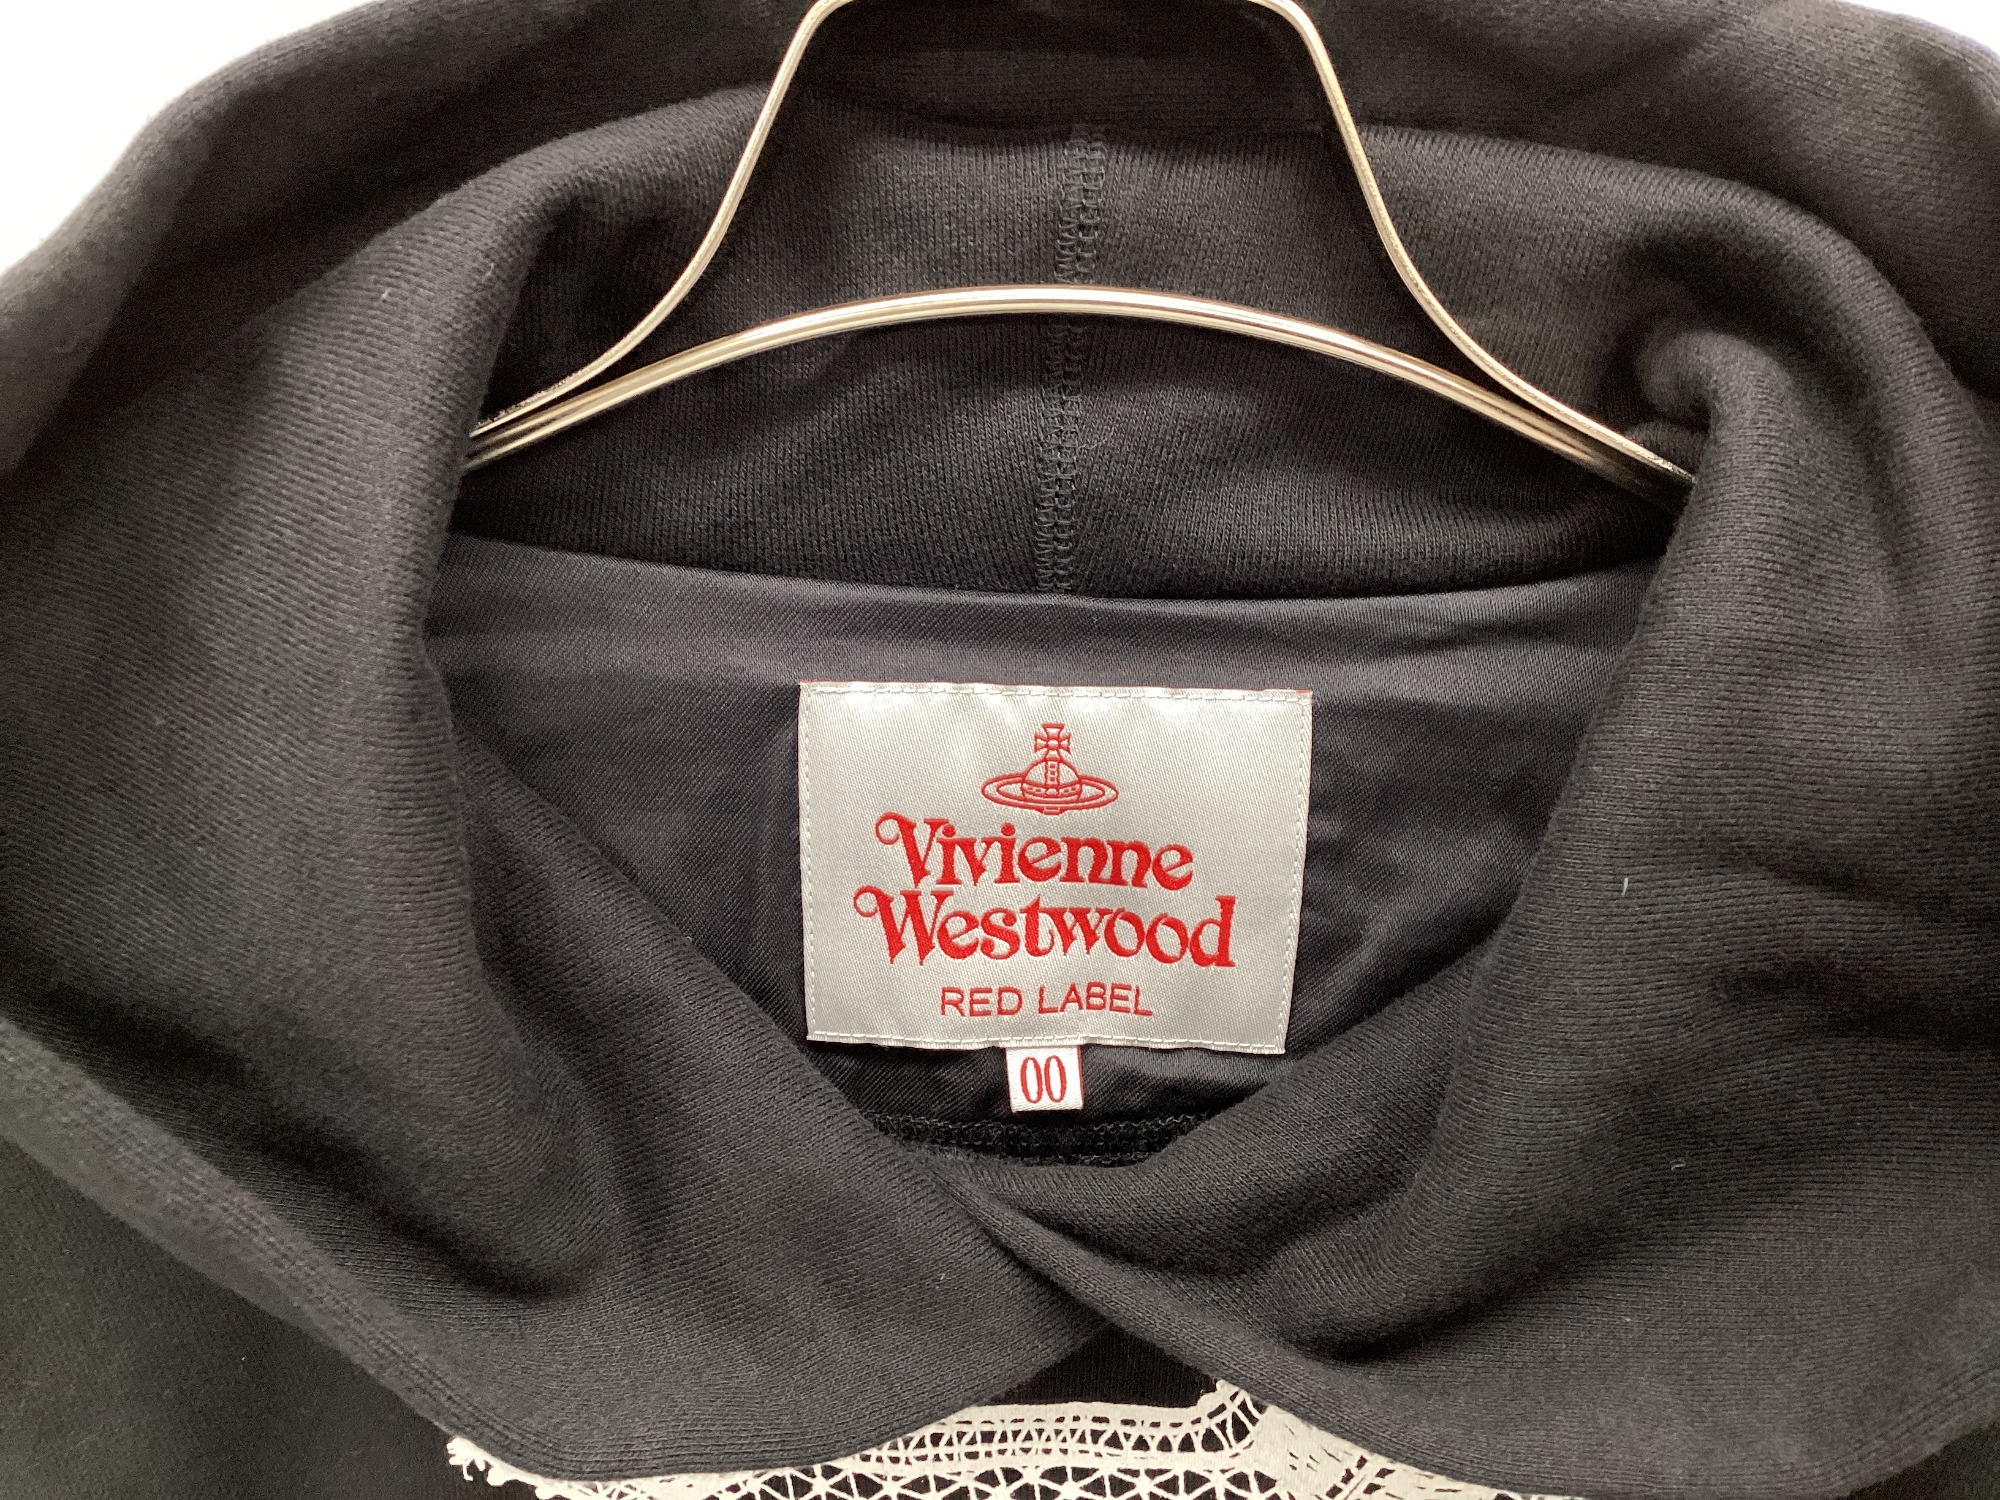 Vivienne
Westwood
RED LABEL
00